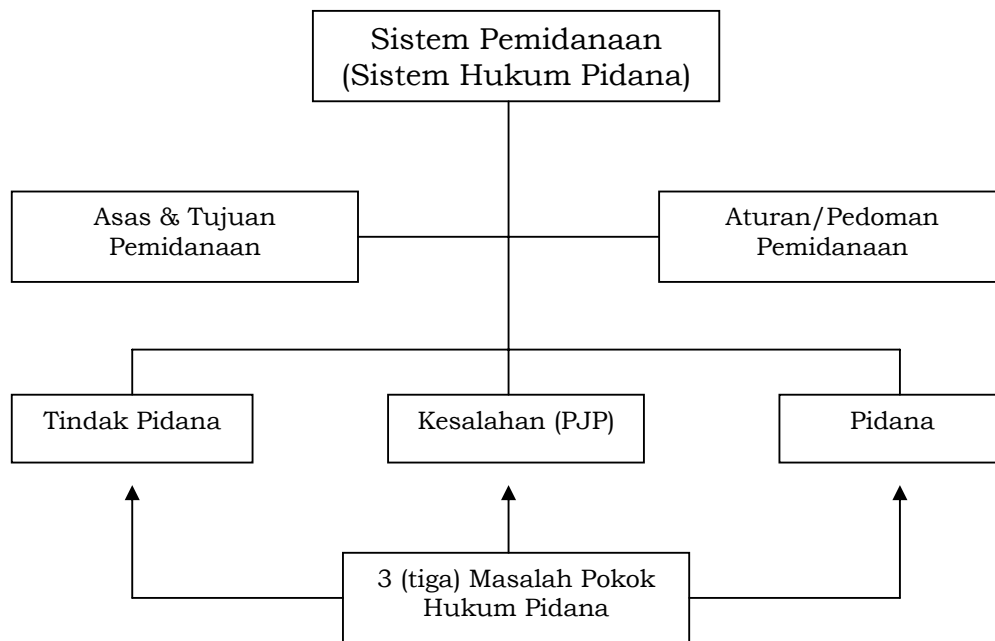 Sistem Pemidanaan
(Sistem Hukum Pidana)
Asas & Tujuan
Pemidanaan
Aturan/Pedoman
Pemidanaan
Tindak Pidana
Kesalahan (PJP)
Pidana
3 (tiga) Masalah Pokok
Hukum Pidana